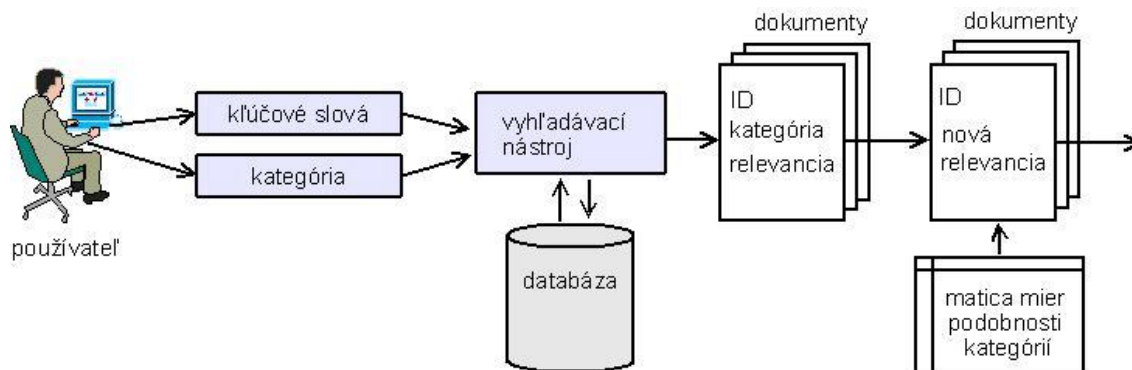 používateľ
kľúčové slová
kategória
vyhľadávací
nástroj
databáza
dokumenty
ID
kategória
relevancia
dokumenty
ID
nová
relevancia
matica mier
podobnosti
kategórií